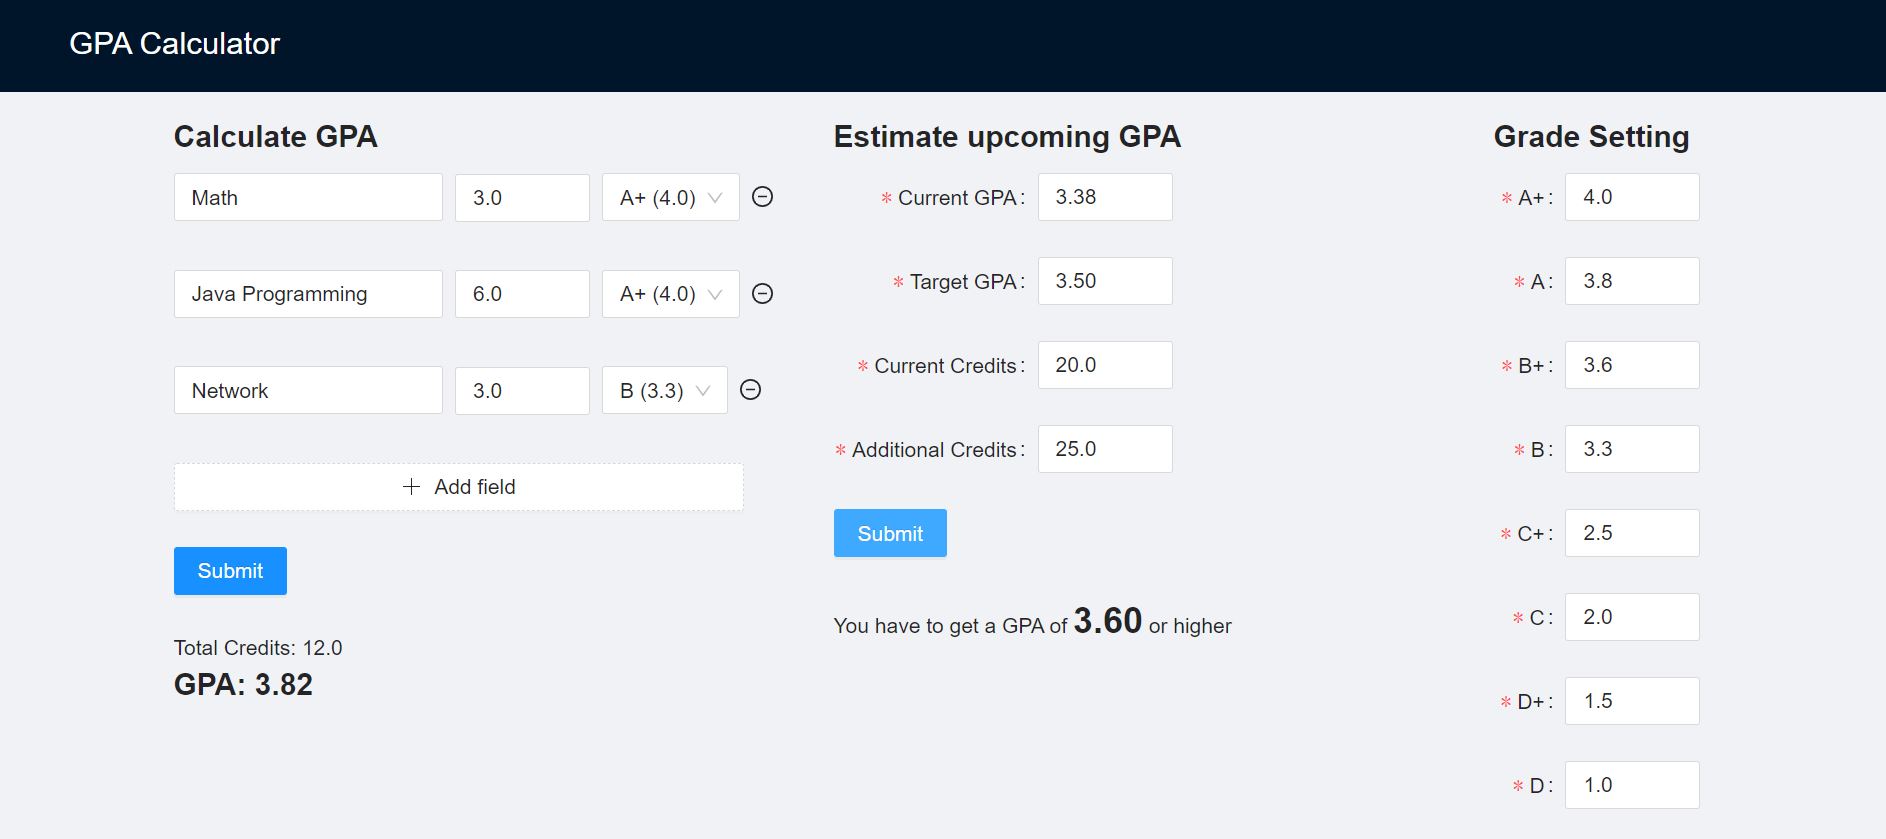 GPA Calculator
Calculate GPA
Math 3.0 A+ (4.0)
Java Programming 6.0 A+ (4.0)
Network 3.0 B (3.3)
+ Add field
Submit
Total Credits: 12.0
GPA: 3.82
Estimate upcoming GPA
* Current GPA: 3.38
* Target GPA: 3.50
* Current Credits: 20.0
* Additional Credits: 25.0
Submit
You have to get a GPA of 3.60 or higher
Grade Setting
* A+: 4.0
* A: 3.8
* B+: 3.6
* B: 3.3
* C+: 2.5
* C: 2.0
* D+: 1.5
* D: 1.0